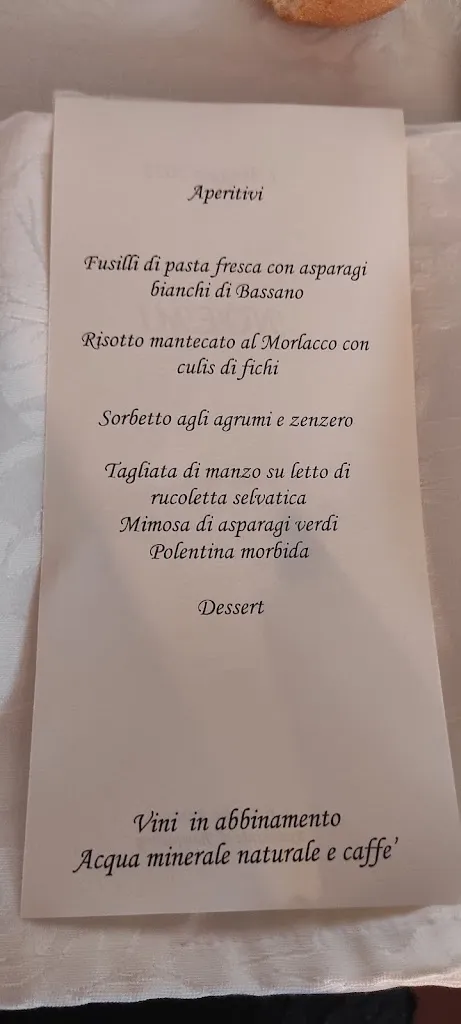 Aperitivi
Fusilli di pasta fresca con asparagi
bianchi di Bassano
Risotto mantecato al Morlacco con
culis di fichi
Sorbetto agli agrumi e zenzero
Tagliata di manzo su letto di
rucoletta selvatica
Mimosa di asparagi verdi
Polentina morbida
Dessert
Vini in abbinamento
Acqua minerale naturale e caffe'